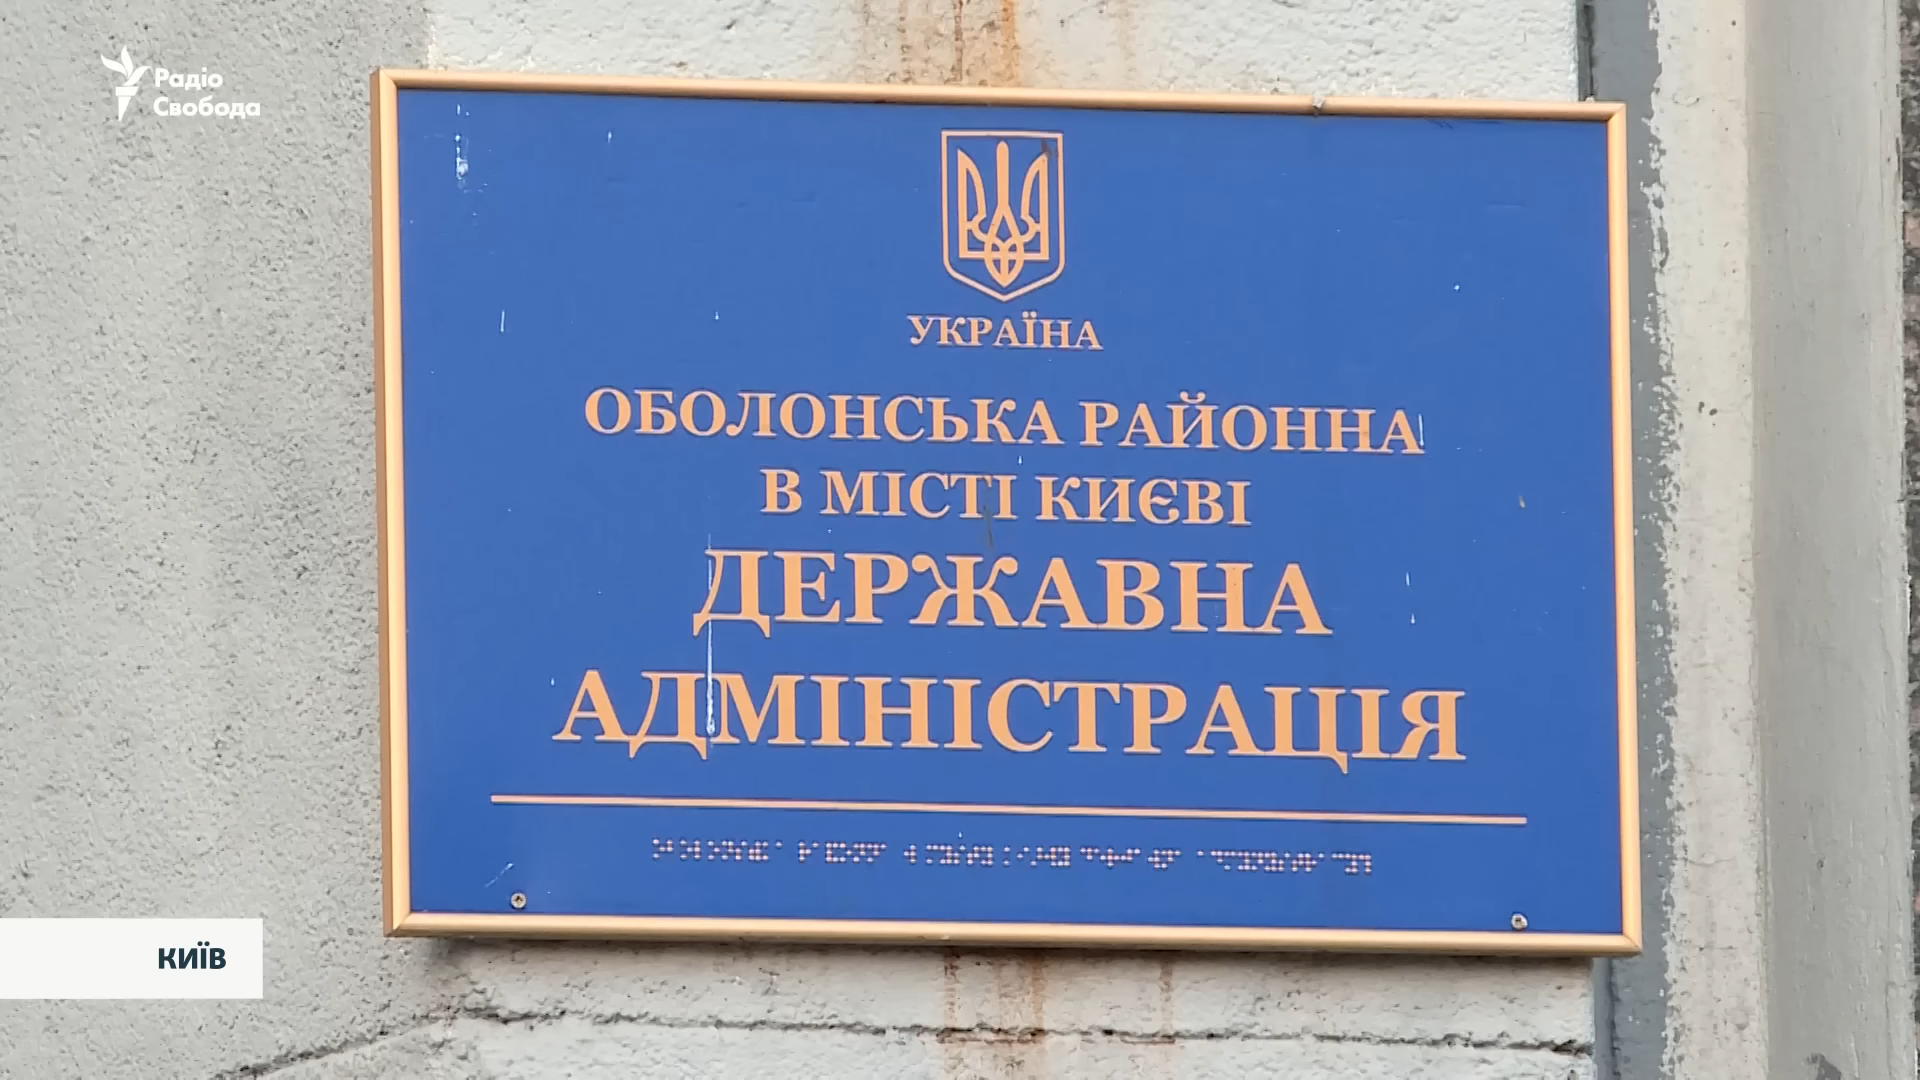 Радіо
Свобода
УКРАЇНА
ОБОЛОНСЬКА РАЙОННА
В МІСТІ КИЄВІ
ДЕРЖАВНА
АДМІНІСТРАЦІЯ
КИЇВ